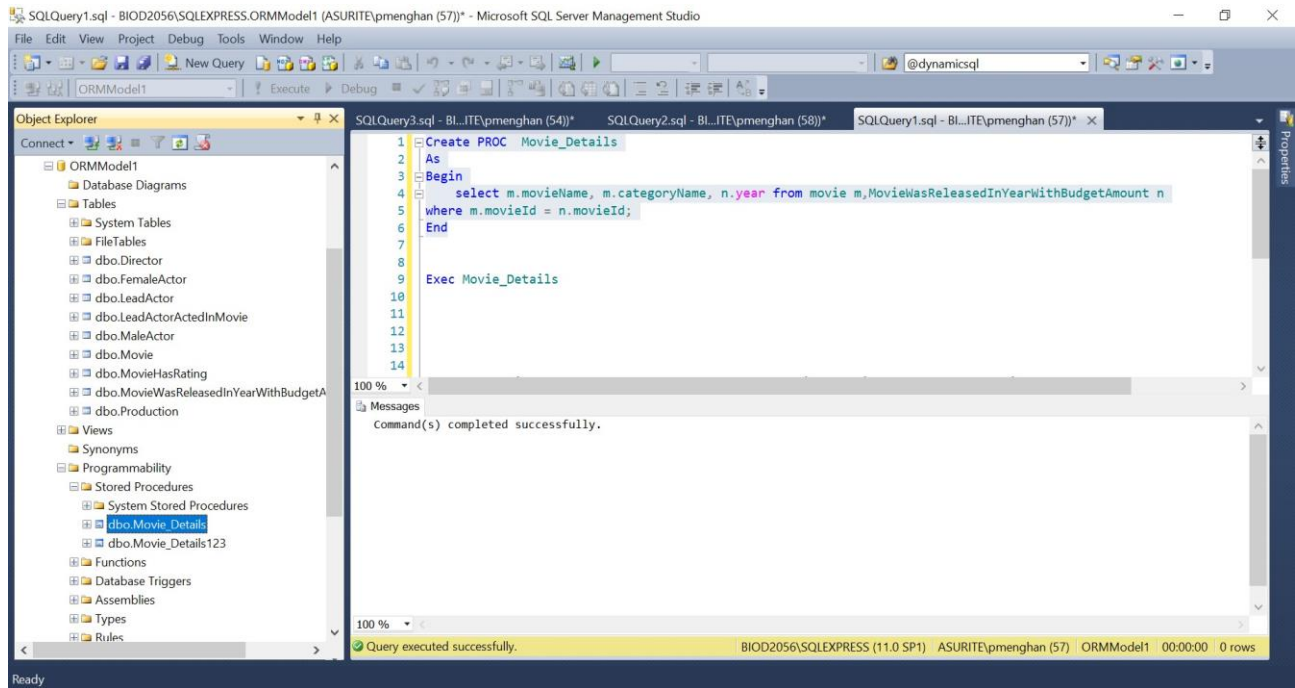 SQLQuery1.sql - BIOD2056\SQLEXPRESS.ORMModel1 (ASURITE\pmenghan (57))* - Microsoft SQL Server Management Studio
File Edit View Project Debug Tools Window Help
New Query @dynamicsql
ORMModel1 Execute Debug
Object Explorer
Connect
ORMModel1
Database Diagrams
Tables
System Tables
FileTables
dbo.Director
dbo.FemaleActor
dbo.LeadActor
dbo.LeadActorActedInMovie
dbo.MaleActor
dbo.Movie
dbo.MovieHasRating
dbo.MovieWasReleasedInYearWithBudgetA
dbo.Production
Views
Synonyms
Programmability
Stored Procedures
System Stored Procedures
dbo.Movie_Details
dbo.Movie_Details123
Functions
Database Triggers
Assemblies
Types
Rules
SQLQuery3.sql - BI...ITE\pmenghan (54))* SQLQuery2.sql - BI...ITE\pmenghan (58))* SQLQuery1.sql - BI...ITE\pmenghan (57))*
1 Create PROC Movie_Details
2 As
3 Begin
4 select m.movieName, m.categoryName, n.year from movie m,MovieWasReleasedInYearWithBudgetAmount n
5 where m.movieId = n.movieId;
6 End
7
8
9 Exec Movie_Details
10
11
12
13
14
100 %
Messages
Command(s) completed successfully.
100 %
Query executed successfully. BIOD2056\SQLEXPRESS (11.0 SP1) ASURITE\pmenghan (57) ORMModel1 00:00:00 0 rows
Properties
Ready